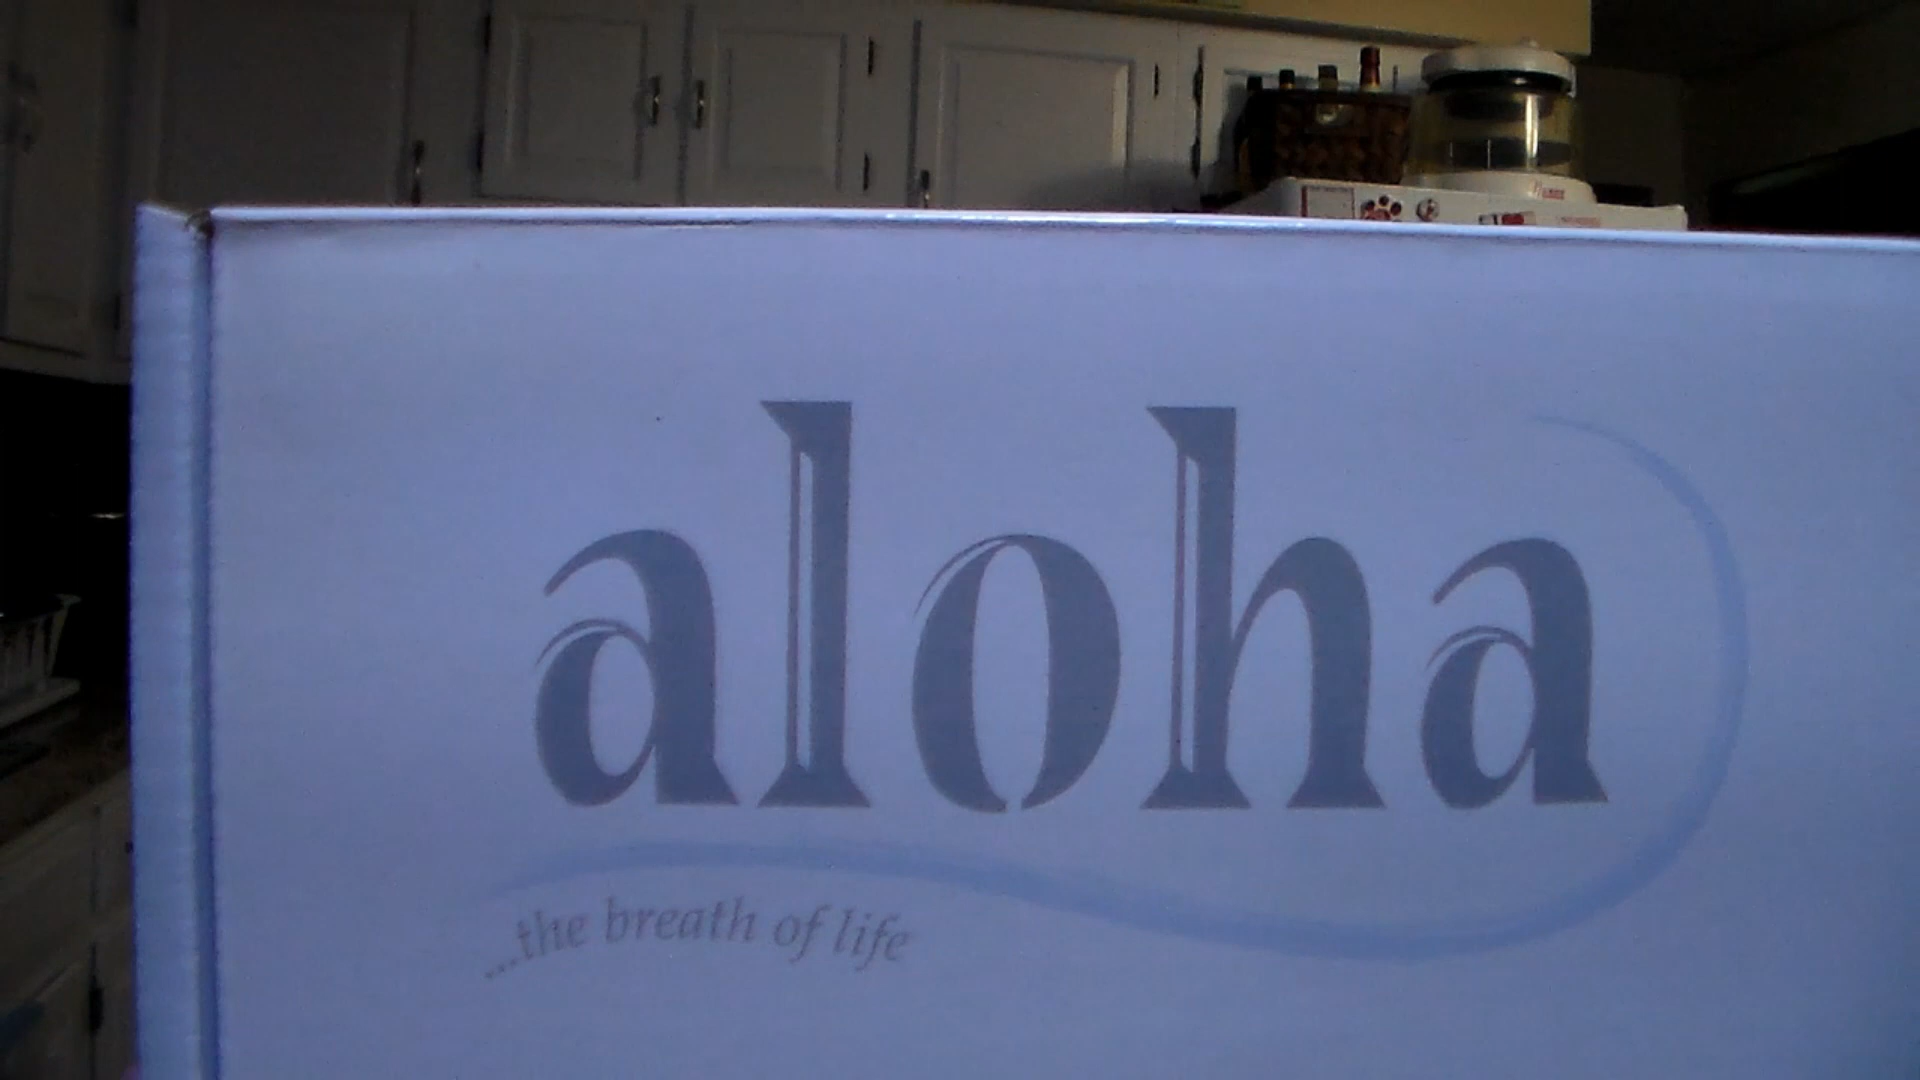 aloha
...the breath of life